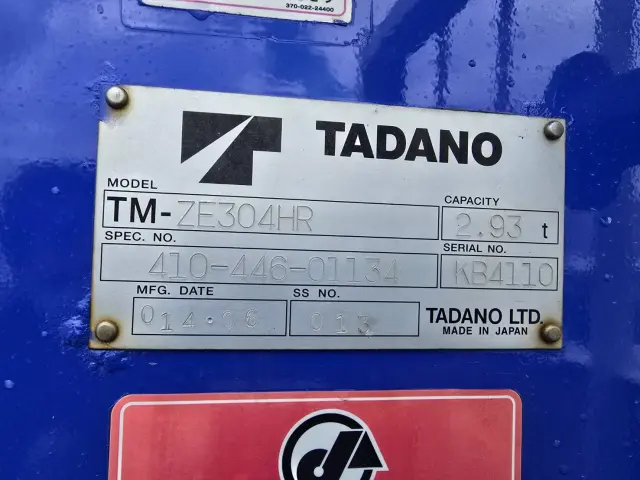 370-022-24400
TADANO
MODEL
CAPACITY
TM-ZE304HR
2.93 t
SPEC. NO.
SERIAL NO.
410-446-01134
KB4110
MFG. DATE
SS NO.
013
TADANO LTD.
MADE IN JAPAN